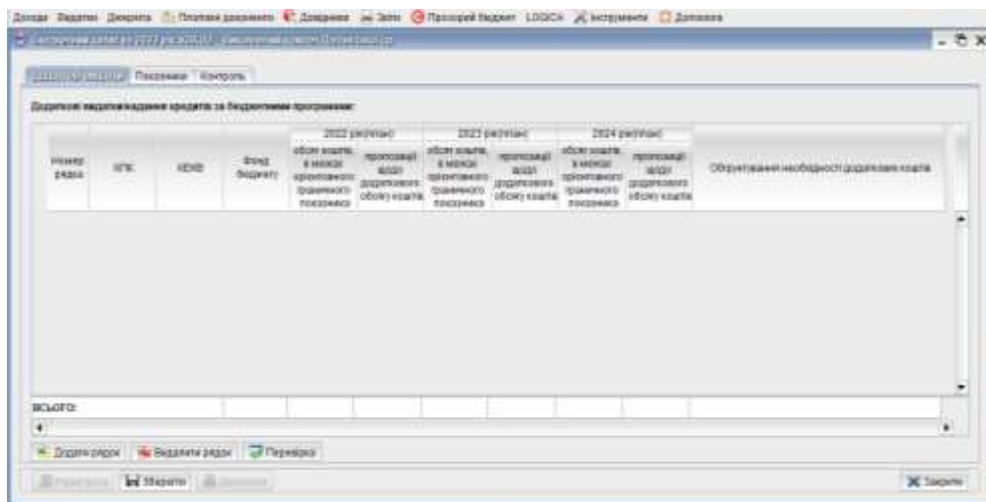 Доходи Видатки Джерела Платіжні документи Довідники Звіти Прозорий бюджет LOGICA Інструменти Допомога
Показники Контроль
Додаткові видатки/надання кредитів за бюджетними програмами:
2022 рік(план) 2023 рік(план) 2024 рік(план)
Номер рядка КПК КЕКВ Фонд бюджету обсяг коштів в межах орієнтовного граничного показника пропозиції щодо додаткового обсягу коштів обсяг коштів в межах орієнтовного граничного показника пропозиції щодо додаткового обсягу коштів обсяг коштів в межах орієнтовного граничного показника пропозиції щодо додаткового обсягу коштів Обґрунтування необхідності додаткових коштів
ВСЬОГО:
Додати рядок Видалити рядок Перевірка
Зберегти Закрити